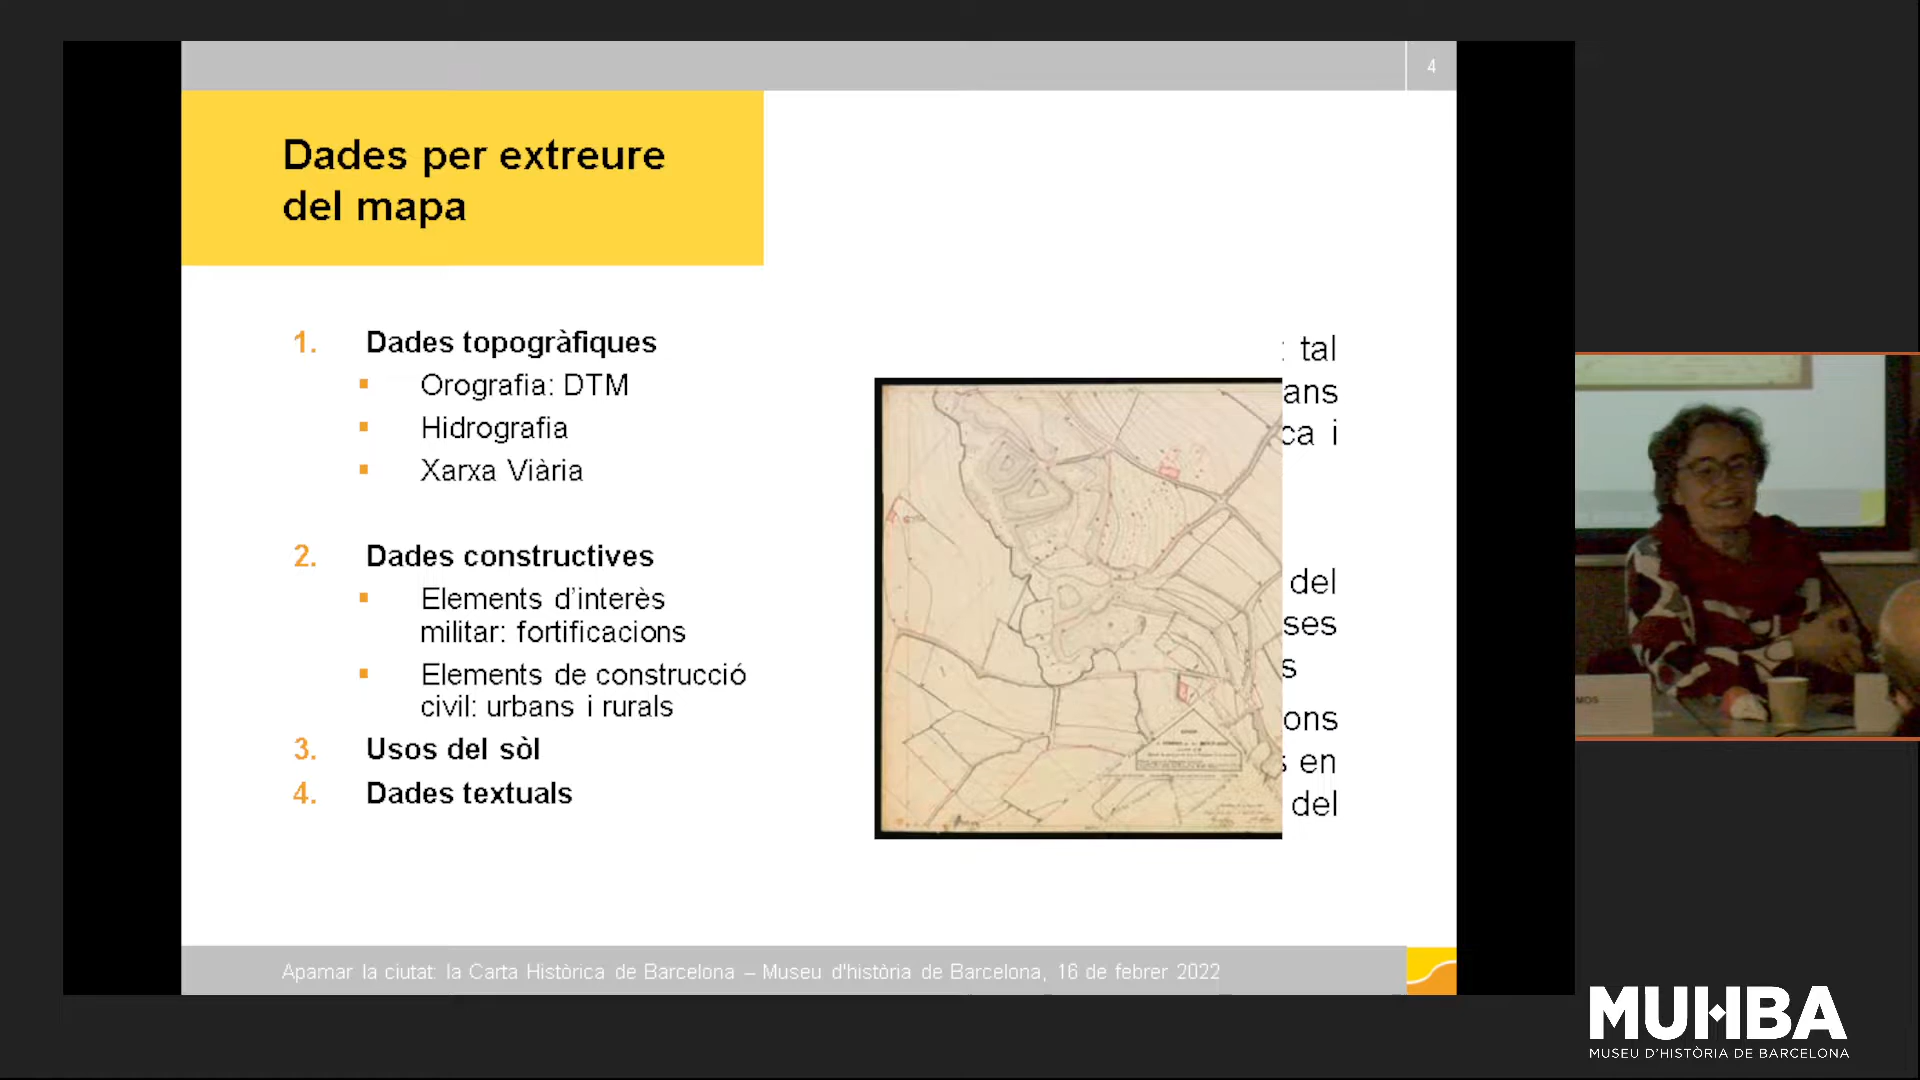 4
Dades per extreure
del mapa
1. Dades topogràfiques
Orografia: DTM
Hidrografia
Xarxa Viària
2. Dades constructives
Elements d’interès
militar: fortificacions
Elements de construcció
civil: urbans i rurals
3. Usos del sòl
4. Dades textuals
: tal
ans
ca i
del
ses
s
ons
s en
del
Apamar la ciutat: la Carta Històrica de Barcelona – Museu d'història de Barcelona, 16 de febrer 2022
MUHBA
MUSEU D'HISTÒRIA DE BARCELONA